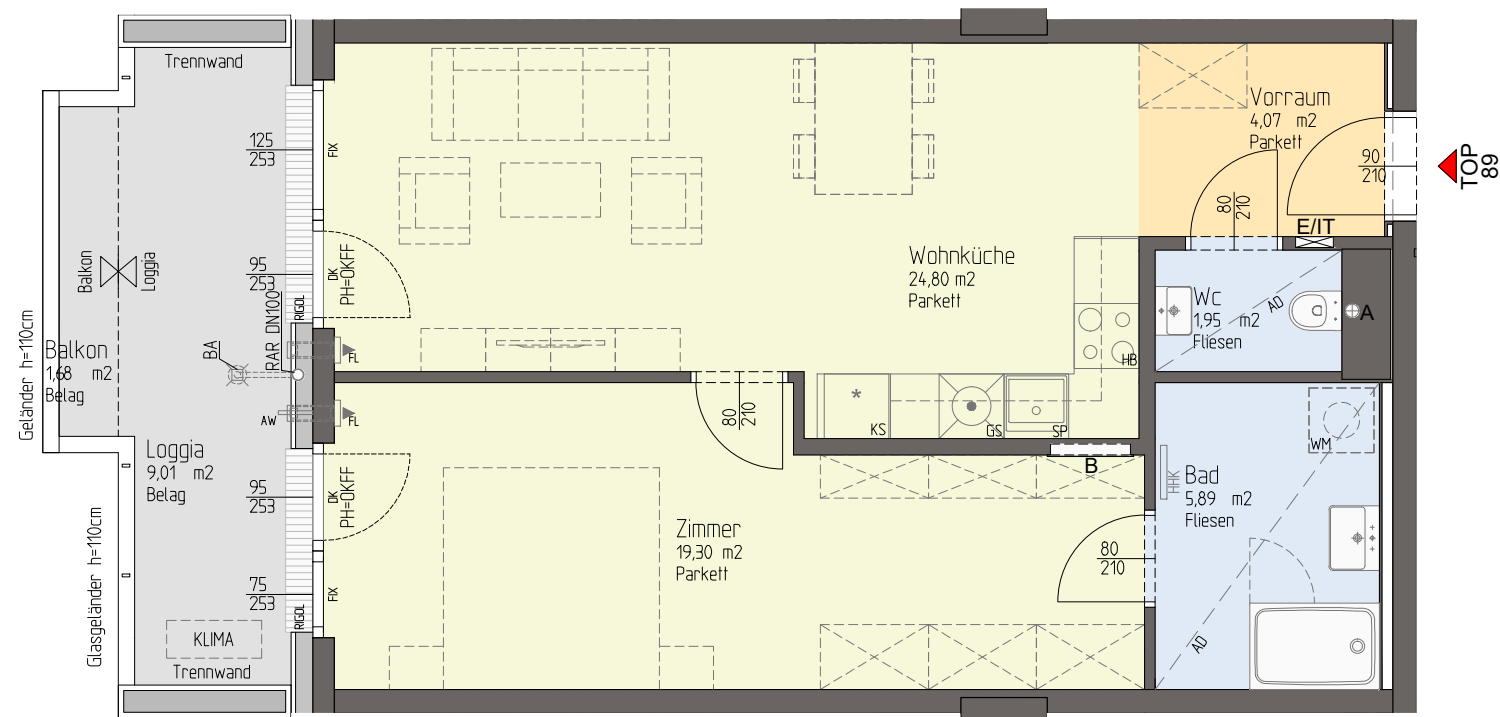 Trennwand
125
253
FIX
Balkon
Loggia
95
253
DK
PH=OKFF
RIGOL
RAR DN100
BA
Geländer h=110cm
Balkon
1,68 m2
Belag
FL
AW
FL
Loggia
9,01 m2
Belag
95
253
DK
PH=OKFF
Glasgeländer h=110cm
75
253
RIGOL
FIX
KLIMA
Trennwand
Wohnküche
24,80 m2
Parkett
Vorraum
4,07 m2
Parkett
90
210
TOP
89
80
210
E/IT
Wc
1,95 m2
Fliesen
AD
A
HB
*
KS
GS
SP
80
210
B
Zimmer
19,30 m2
Parkett
80
210
WM
HHK
Bad
5,89 m2
Fliesen
AD